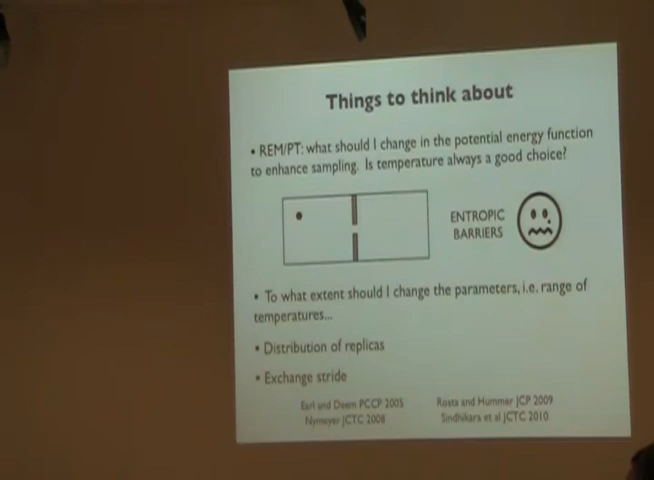 Things to think about
• REM/PT: what should I change in the potential energy function
to enhance sampling. Is temperature always a good choice?
ENTROPIC
BARRIERS
• To what extent should I change the parameters, i.e. range of
temperatures...
• Distribution of replicas
• Exchange stride
Earl and Deem PCCP 2005
Nymeyer JCTC 2008
Rosta and Hummer JCP 2009
Sindhikara et al JCTC 2010